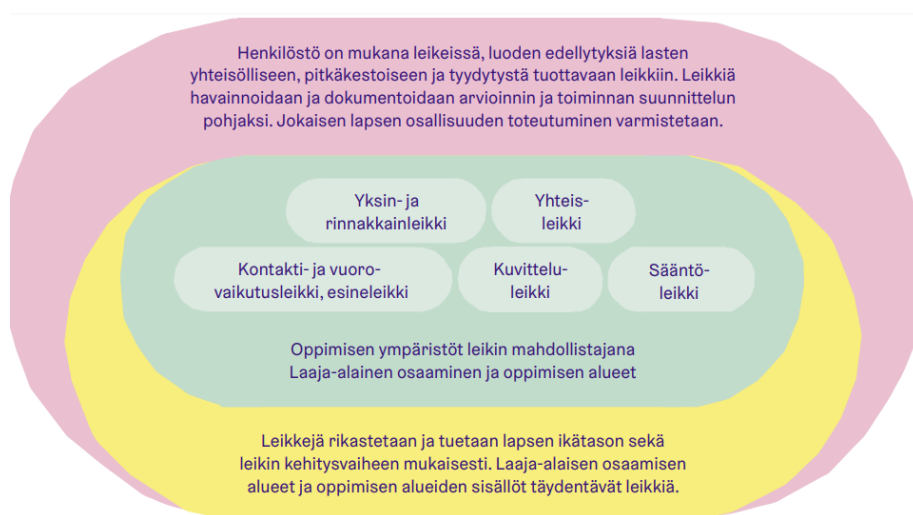 Henkilöstö on mukana leikeissä, luoden edellytyksiä lasten
yhteisölliseen, pitkäkestoiseen ja tyydytystä tuottavaan leikkiin. Leikkiä
havainnoidaan ja dokumentoidaan arvioinnin ja toiminnan suunnittelun
pohjaksi. Jokaisen lapsen osallisuuden toteutuminen varmistetaan.
Yksin- ja
rinnakkainleikki
Yhteis-
leikki
Kontakti- ja vuoro-
vaikutusleikki, esineleikki
Kuvittelu-
leikki
Sääntö-
leikki
Oppimisen ympäristöt leikin mahdollistajana
Laaja-alainen osaaminen ja oppimisen alueet
Leikkejä rikastetaan ja tuetaan lapsen ikätason sekä
leikin kehitysvaiheen mukaisesti. Laaja-alaisen osaamisen
alueet ja oppimisen alueiden sisällöt täydentävät leikkiä.